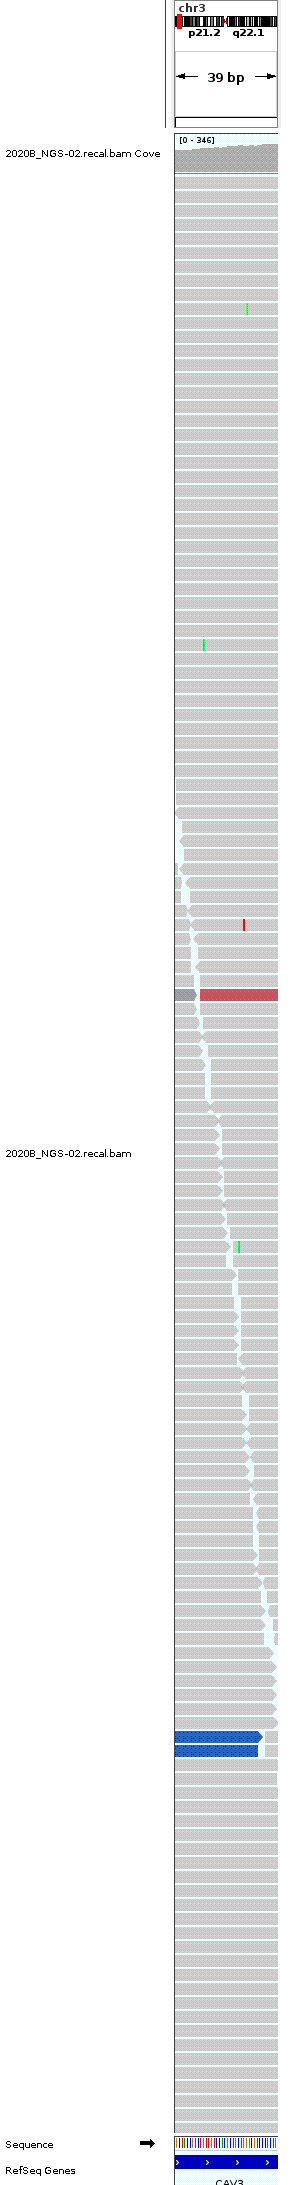 chr3
p21.2 q22.1
39 bp
[0 - 346]
2020B_NGS-02.recal.bam Cove
2020B_NGS-02.recal.bam
Sequence
RefSeq Genes
CAV3